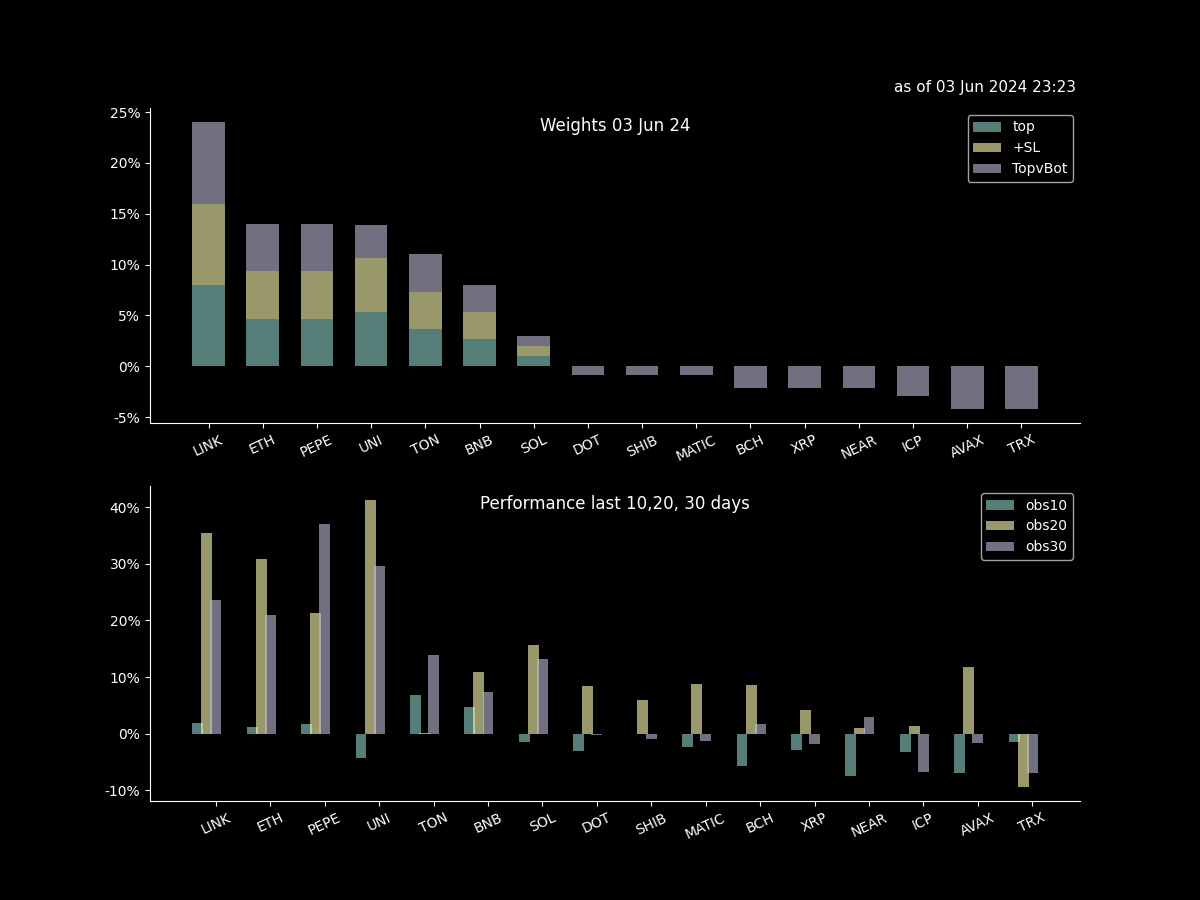 as of 03 Jun 2024 23:23
Weights 03 Jun 24
top
+SL
TopvBot
25%
20%
15%
10%
5%
0%
-5%
LINK ETH PEPE UNI TON BNB SOL DOT SHIB MATIC BCH XRP NEAR ICP AVAX TRX
Performance last 10,20, 30 days
obs10
obs20
obs30
40%
30%
20%
10%
0%
-10%
LINK ETH PEPE UNI TON BNB SOL DOT SHIB MATIC BCH XRP NEAR ICP AVAX TRX